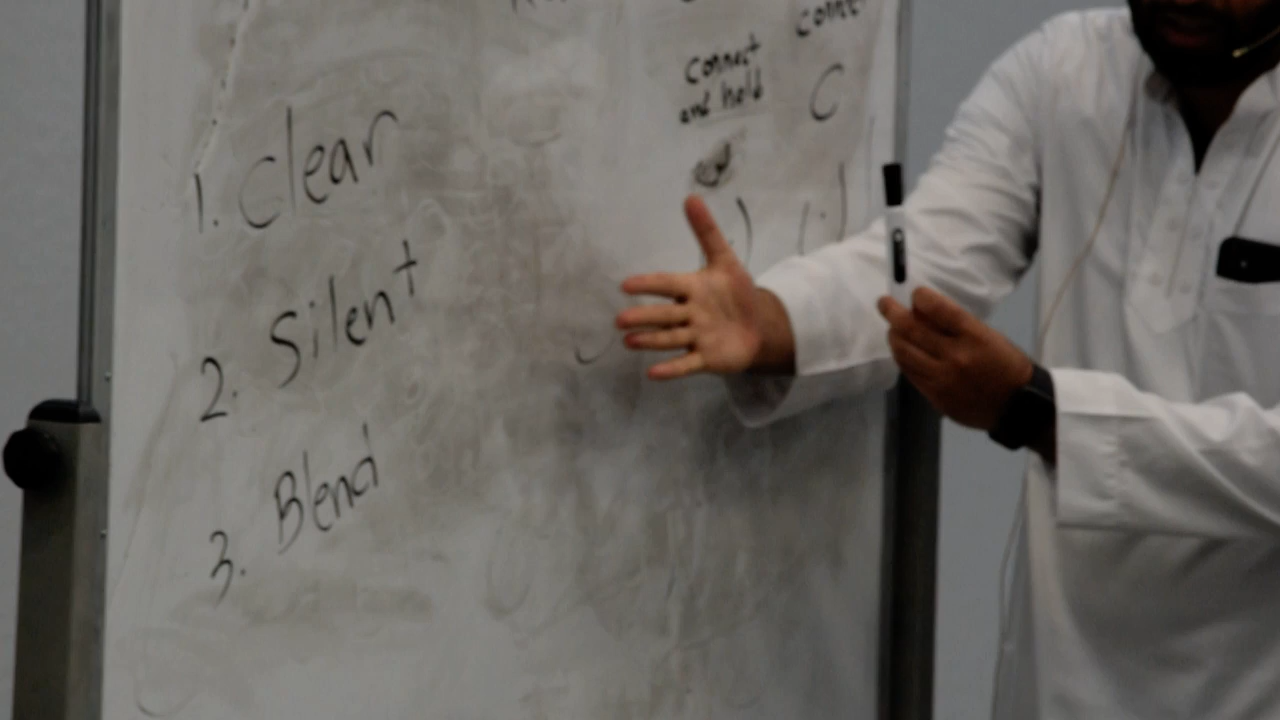 1. Clear
2. Silent
3. Blend
connect
and hold
connect
C